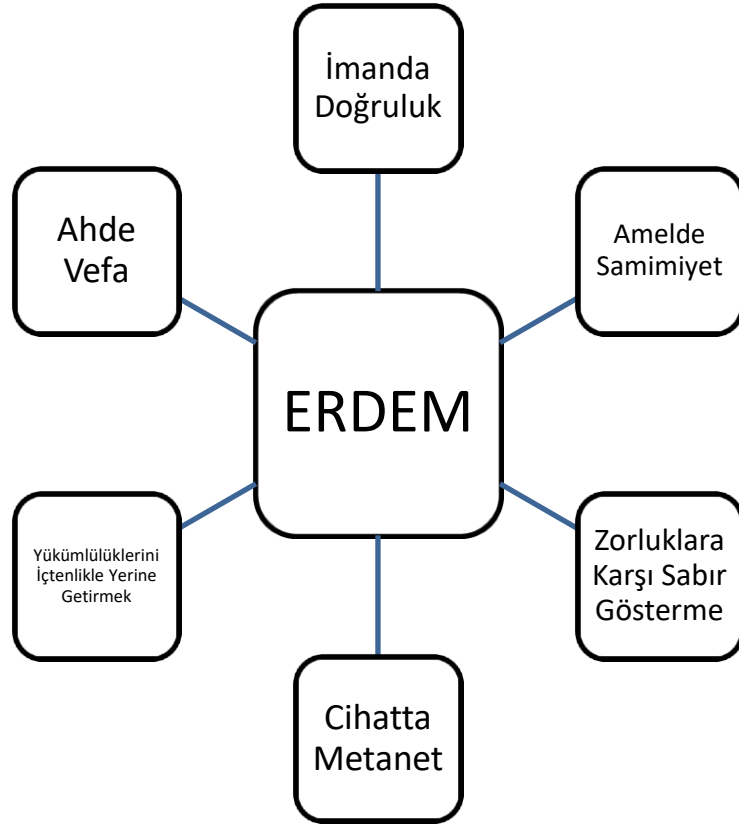 İmanda
Doğruluk
Amelde
Samimiyet
Zorluklara
Karşı Sabır
Gösterme
Cihatta
Metanet
Yükümlülüklerini
İçtenlikle Yerine
Getirmek
Ahde
Vefa
ERDEM